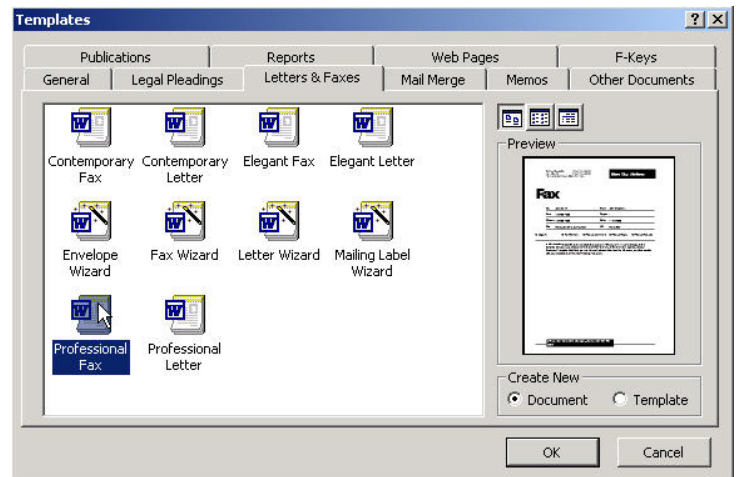 Templates
Publications Reports Web Pages F-Keys
General Legal Pleadings Letters & Faxes Mail Merge Memos Other Documents
Contemporary Fax
Contemporary Letter
Elegant Fax
Elegant Letter
Envelope Wizard
Fax Wizard
Letter Wizard
Mailing Label Wizard
Professional Fax
Professional Letter
Preview
Fax
Create New
Document Template
OK Cancel